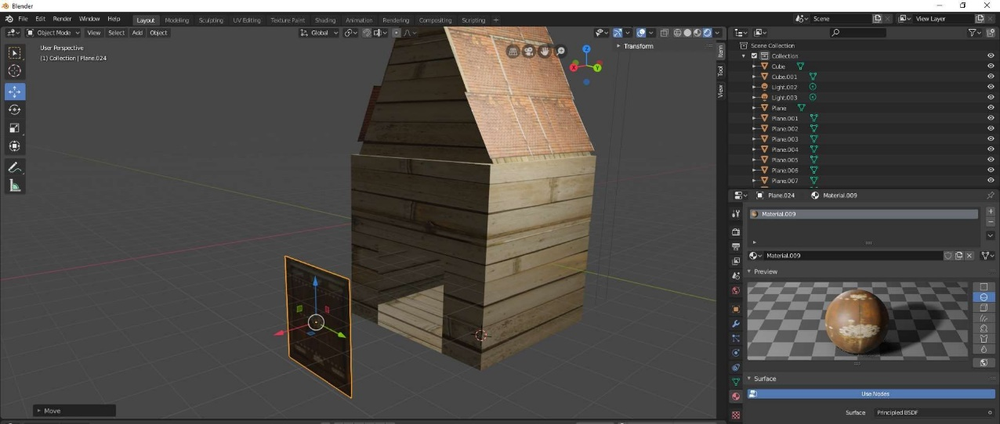 Blender
File Edit Render Window Help
Layout Modeling Sculpting UV Editing Texture Paint Shading Animation Rendering Compositing Scripting +
Scene
View Layer
Object Mode View Select Add Object
Global
User Perspective
(1) Collection | Plane.024
Transform
Item
Tool
View
Z
X
Y
Move
Scene Collection
Collection
Cube
Cube.001
Light.002
Light.003
Plane
Plane.001
Plane.002
Plane.003
Plane.004
Plane.005
Plane.006
Plane.007
Plane.024 Material.009
Material.009
Material.009
Preview
Surface
Use Nodes
Surface Principled BSDF